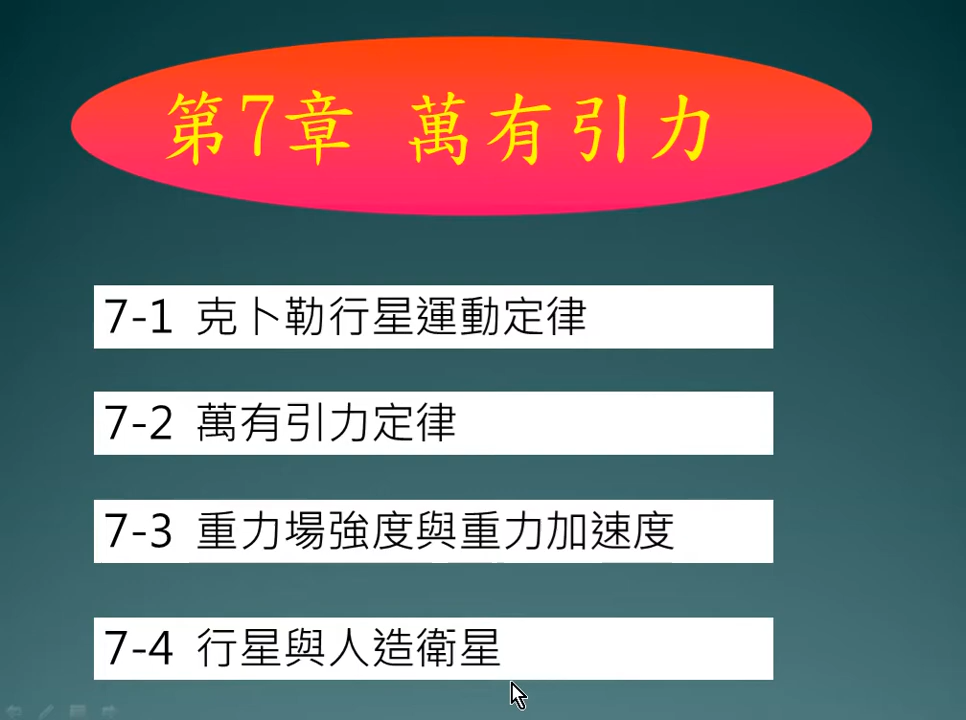 第7章 萬有引力
7-1 克卜勒行星運動定律
7-2 萬有引力定律
7-3 重力場強度與重力加速度
7-4 行星與人造衛星